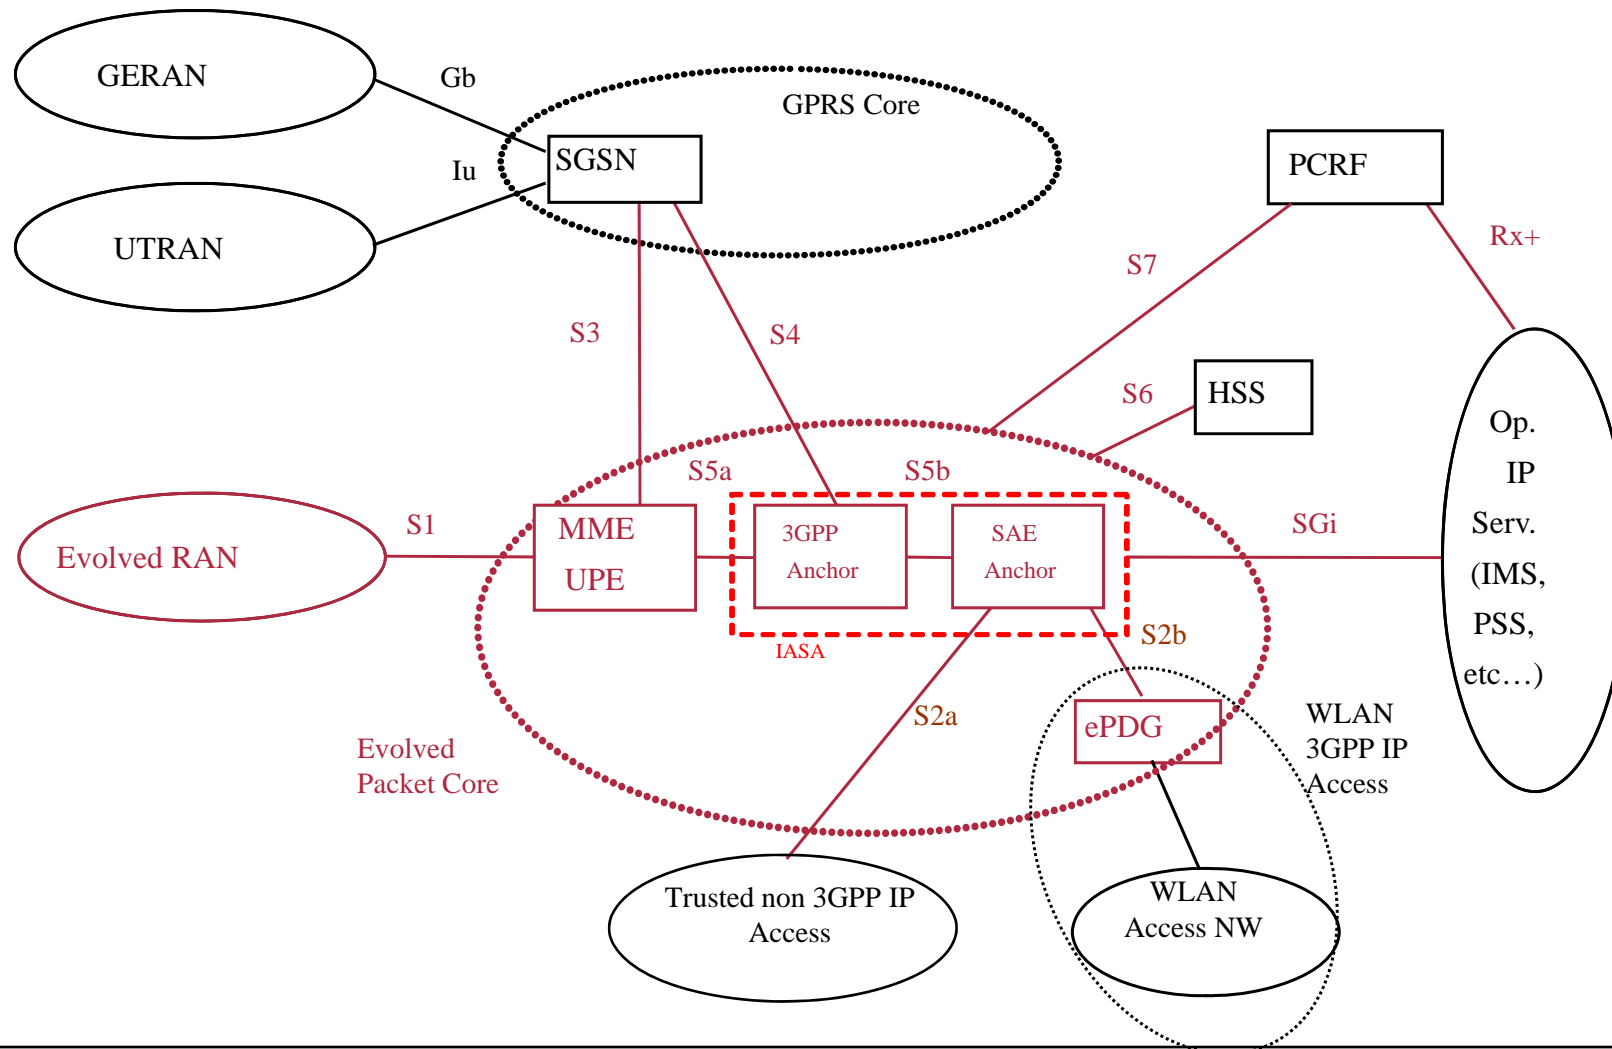 GERAN
Gb
GPRS Core
SGSN
PCRF
Iu
UTRAN
Rx+
S7
S3
S4
S6
HSS
Op.
IP
Serv.
(IMS,
PSS,
etc…)
S5a
S5b
S1
MME
UPE
3GPP
Anchor
SAE
Anchor
SGi
Evolved RAN
IASA
S2b
S2a
ePDG
WLAN
3GPP IP
Access
Evolved
Packet Core
Trusted non 3GPP IP
Access
WLAN
Access NW